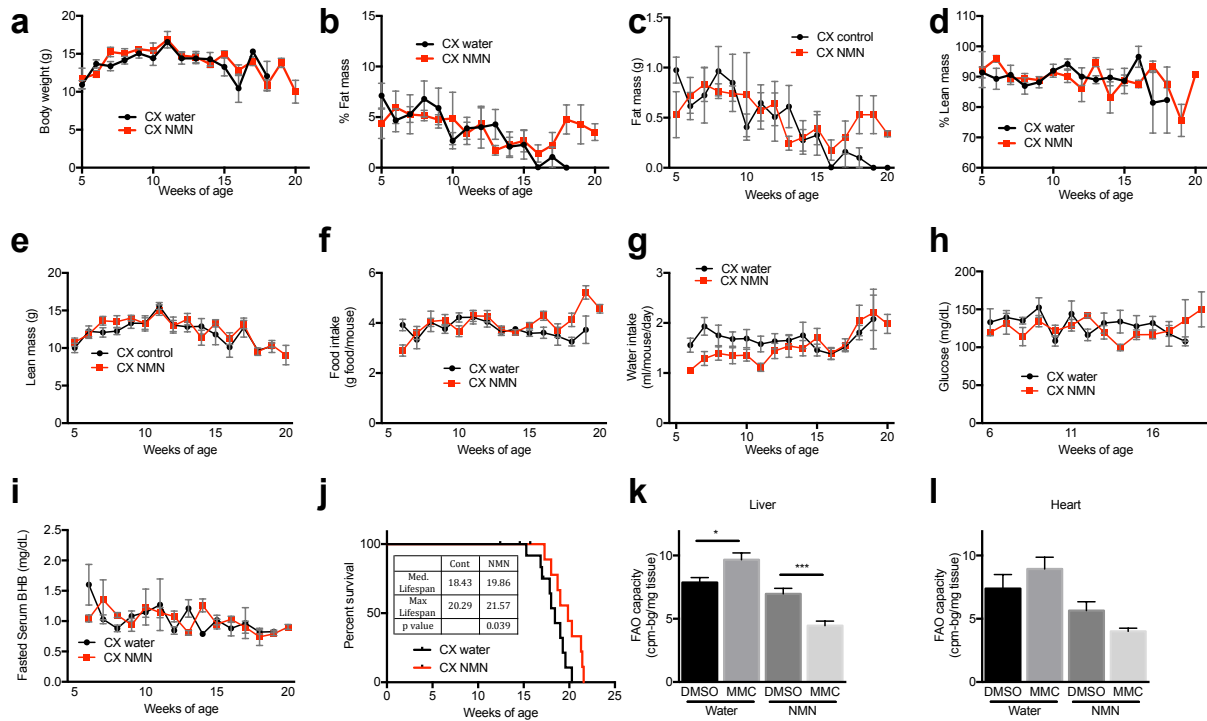 a
Body weight (g)
20
15
10
5
0
CX water
CX NMN
5
10
15
20
Weeks of age
b
% Fat mass
15
10
5
0
CX water
CX NMN
5
10
15
20
Weeks of age
c
Fat mass (g)
1.5
1.0
0.5
0.0
CX control
CX NMN
5
10
15
20
Weeks of age
d
% Lean mass
110
100
90
80
70
60
CX water
CX NMN
5
10
15
20
Weeks of age
e
Lean mass (g)
20
15
10
5
0
CX control
CX NMN
5
10
15
20
Weeks of age
f
Food intake
(g food/mouse)
6
4
2
0
CX water
CX NMN
5
10
15
20
Weeks of age
g
Water intake
(ml/mouse/day)
3
2
1
0
CX water
CX NMN
5
10
15
20
Weeks of age
h
Glucose (mg/dL)
200
150
100
50
0
CX water
CX NMN
6
11
16
Weeks of age
i
Fasted Serum BHB (mg/dL)
2.5
2.0
1.5
1.0
0.5
0.0
CX water
CX NMN
5
10
15
20
Weeks of age
j
Percent survival
100
50
0
Cont NMN
Med.
Lifespan 18.43 19.86
Max
Lifespan 20.29 21.57
p value 0.039
CX water
CX NMN
0
5
10
15
20
25
Weeks of age
k
Liver
FAO capacity
(cpm-bg/mg tissue)
15
10
5
0
*
***
DMSO MMC DMSO MMC
Water NMN
l
Heart
FAO capacity
(cpm-bg/mg tissue)
15
10
5
0
DMSO MMC DMSO MMC
Water NMN